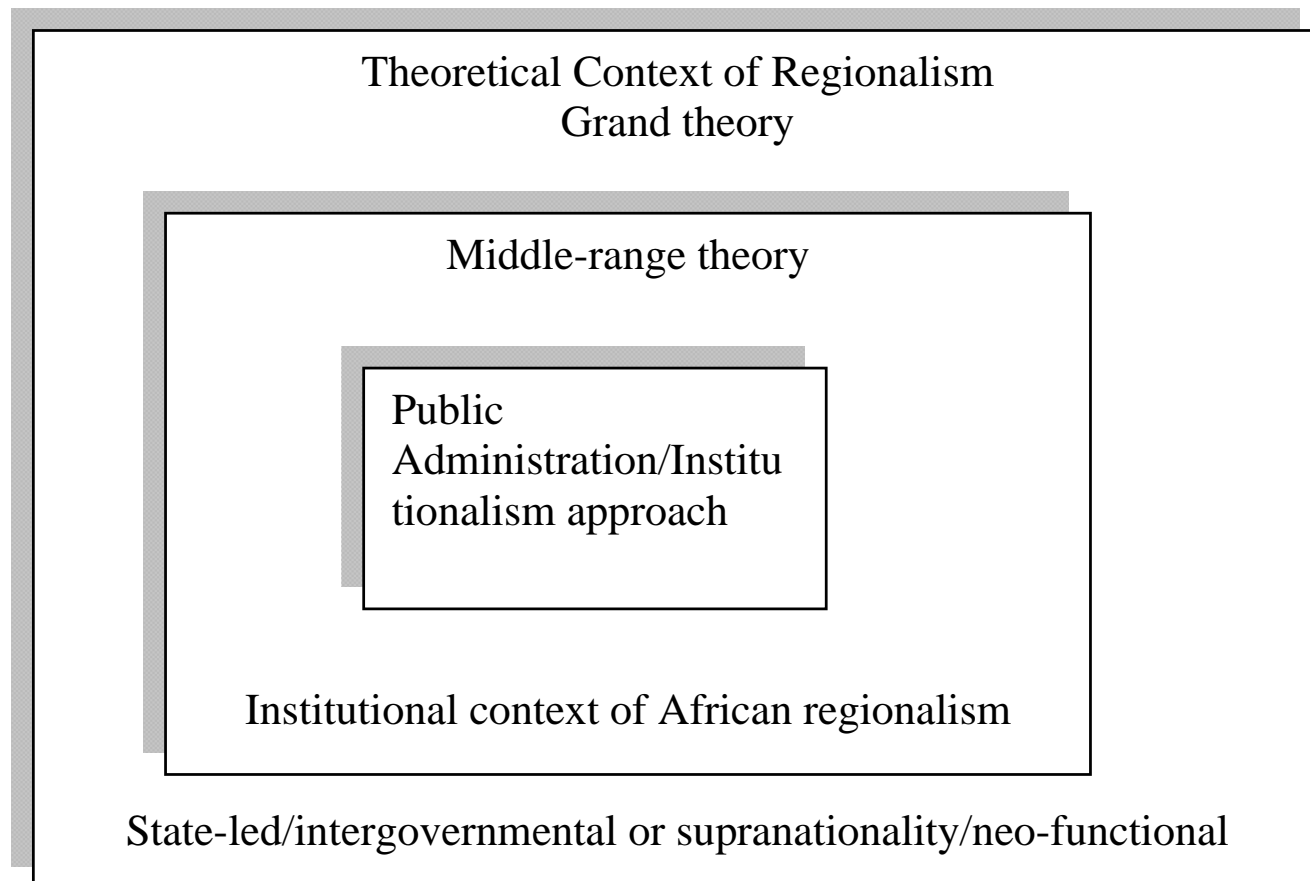 Theoretical Context of Regionalism
Grand theory
Middle-range theory
Public
Administration/Institu
tionalism approach
Institutional context of African regionalism
State-led/intergovernmental or supranationality/neo-functional